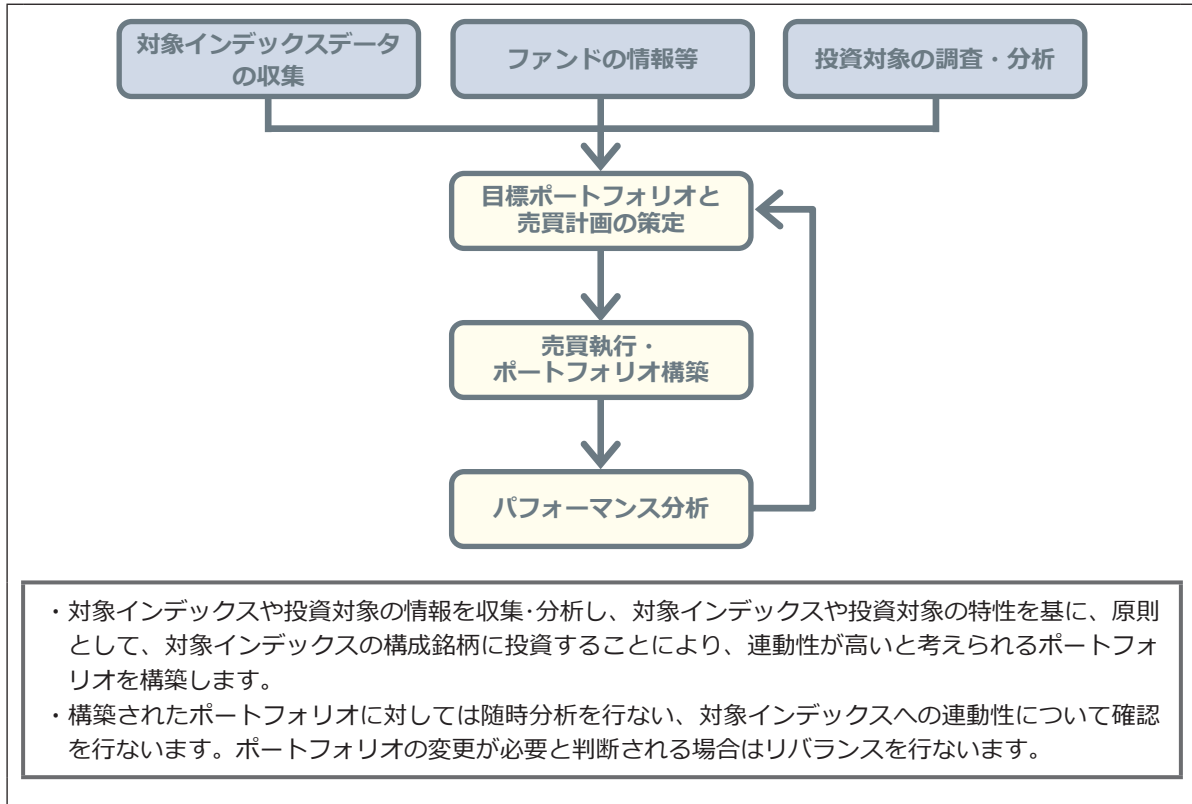 対象インデックスデータ
の収集
ファンドの情報等
投資対象の調査・分析
目標ポートフォリオと
売買計画の策定
売買執行・
ポートフォリオ構築
パフォーマンス分析
・対象インデックスや投資対象の情報を収集･分析し、対象インデックスや投資対象の特性を基に、原則
として、対象インデックスの構成銘柄に投資することにより、連動性が高いと考えられるポートフォ
リオを構築します。
・構築されたポートフォリオに対しては随時分析を行ない、対象インデックスへの連動性について確認
を行ないます。ポートフォリオの変更が必要と判断される場合はリバランスを行ないます。